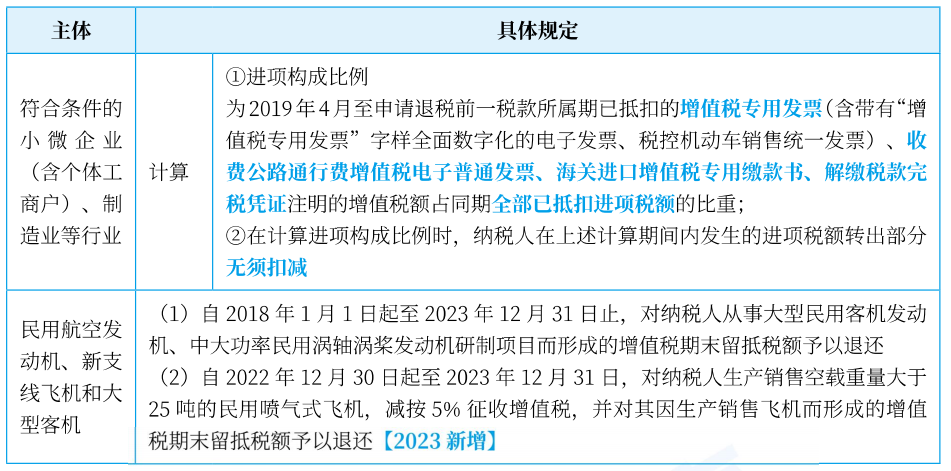 主体
具体规定
符合条件的
小微企业
（含个体工
商户）、制
造业等行业
计算
①进项构成比例
为2019年4月至申请退税前一税款所属期已抵扣的增值税专用发票（含带有“增
值税专用发票”字样全面数字化的电子发票、税控机动车销售统一发票）、收
费公路通行费增值税电子普通发票、海关进口增值税专用缴款书、解缴税款完
税凭证注明的增值税额占同期全部已抵扣进项税额的比重；
②在计算进项构成比例时，纳税人在上述计算期间内发生的进项税额转出部分
无须扣减
民用航空发
动机、新支
线飞机和大
型客机
（1）自2018年1月1日起至2023年12月31日止，对纳税人从事大型民用客机发动
机、中大功率民用涡轴涡桨发动机研制项目而形成的增值税期末留抵税额予以退还
（2）自2022年12月30日起至2023年12月31日，对纳税人生产销售空载重量大于
25吨的民用喷气式飞机，减按5%征收增值税，并对其因生产销售飞机而形成的增值
税期末留抵税额予以退还【2023新增】